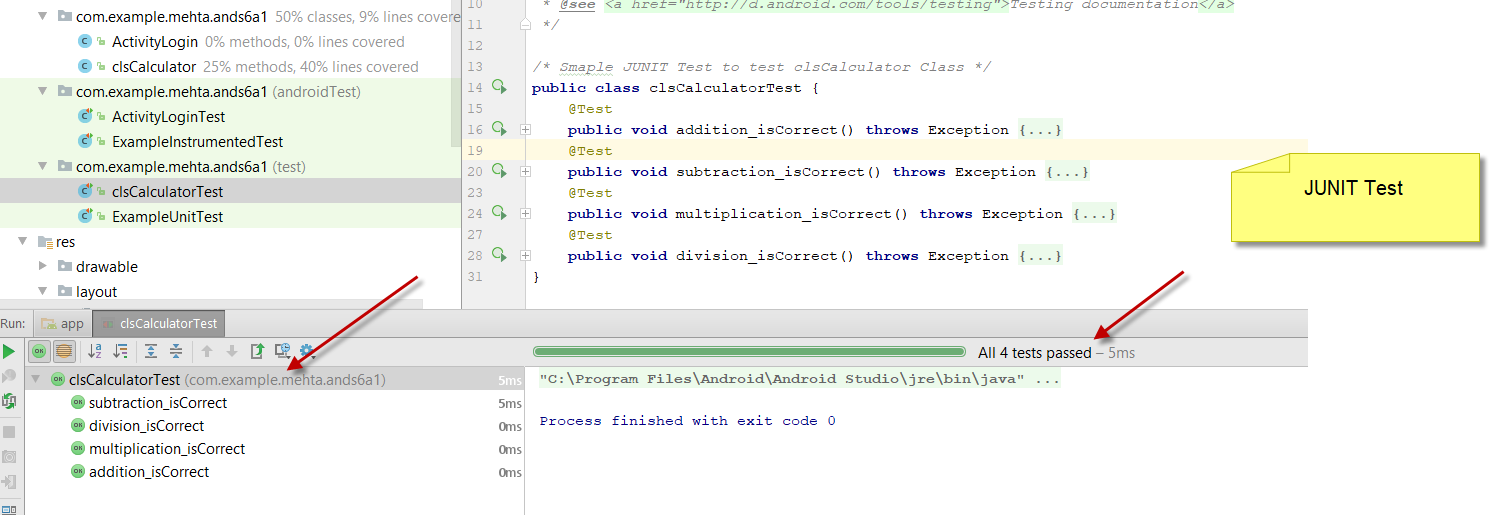 com.example.mehta.ands6a1 50% classes, 9% lines covere
ActivityLogin 0% methods, 0% lines covered
clsCalculator 25% methods, 40% lines covered
com.example.mehta.ands6a1 (androidTest)
ActivityLoginTest
ExampleInstrumentedTest
com.example.mehta.ands6a1 (test)
clsCalculatorTest
ExampleUnitTest
res
drawable
layout
10 * @see <a href="http://d.android.com/tools/testing">Testing documentation</a>
11 */
12
13 /* Smaple JUNIT Test to test clsCalculator Class */
14 public class clsCalculatorTest {
15 @Test
16 public void addition_isCorrect() throws Exception {...}
19 @Test
20 public void subtraction_isCorrect() throws Exception {...}
23 @Test
24 public void multiplication_isCorrect() throws Exception {...}
27 @Test
28 public void division_isCorrect() throws Exception {...}
31 }
JUNIT Test
Run: app clsCalculatorTest
All 4 tests passed – 5ms
clsCalculatorTest (com.example.mehta.ands6a1) 5ms
OK subtraction_isCorrect 5ms
OK division_isCorrect 0ms
OK multiplication_isCorrect 0ms
OK addition_isCorrect 0ms
"C:\Program Files\Android\Android Studio\jre\bin\java" ...
Process finished with exit code 0